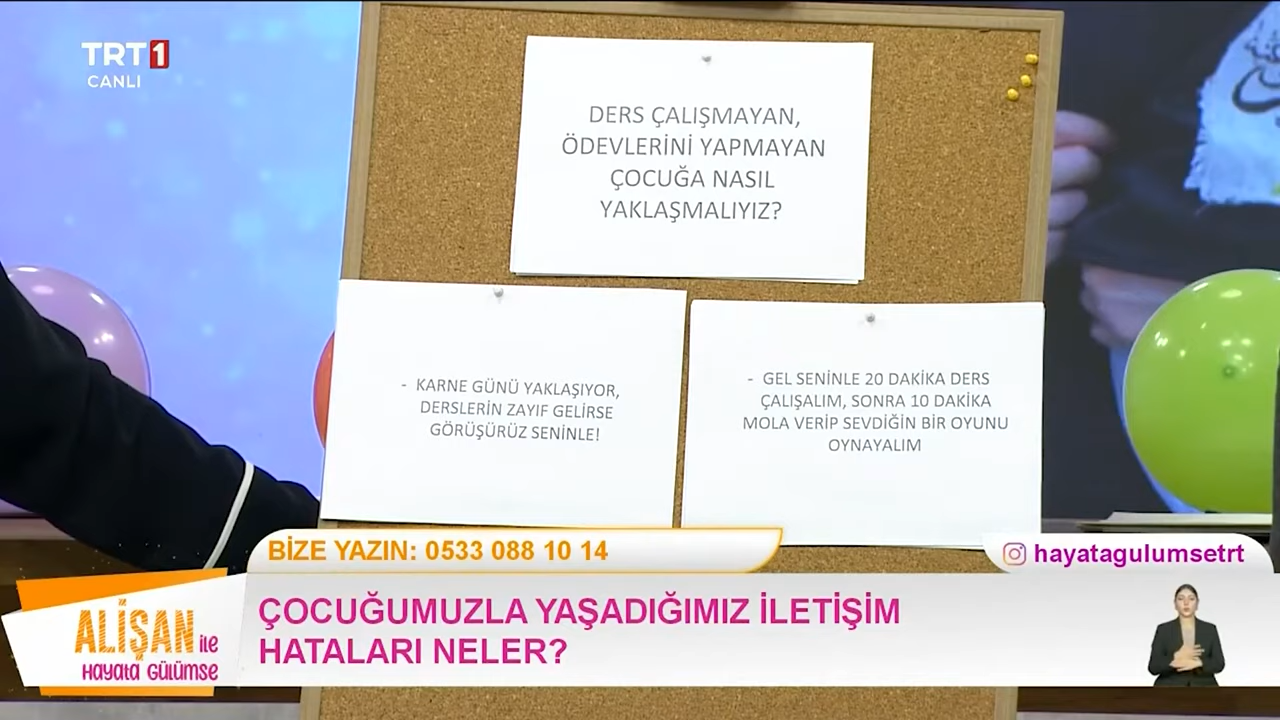 TRT 1
CANLI
DERS ÇALIŞMAYAN,
ÖDEVLERİNİ YAPMAYAN
ÇOCUĞA NASIL
YAKLAŞMALIYIZ?
- KARNE GÜNÜ YAKLAŞIYOR,
DERSLERİN ZAYIF GELİRSE
GÖRÜŞÜRÜZ SENİNLE!
- GEL SENİNLE 20 DAKİKA DERS
ÇALIŞALIM, SONRA 10 DAKİKA
MOLA VERİP SEVDİĞİN BİR OYUNU
OYNAYALIM
BİZE YAZIN: 0533 088 10 14
hayatagulumsetrt
ALİŞAN ile
HAYATA GÜLÜMSE
ÇOCUĞUMUZLA YAŞADIĞIMIZ İLETİŞİM
HATALARI NELER?